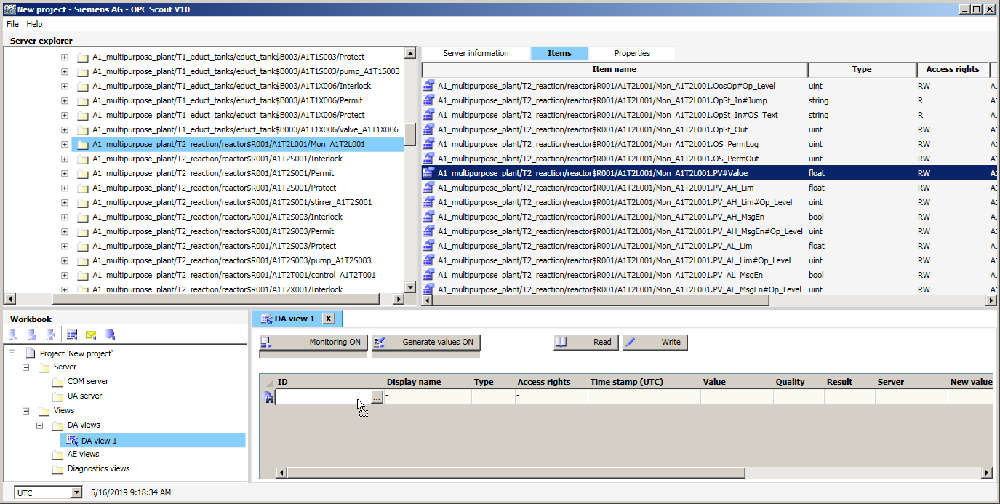 OPC SCOUT New project - Siemens AG - OPC Scout V10
File Help
Server explorer
A1_multipurpose_plant/T1_educt_tanks/educt_tank$B003/A1T1S003/Protect
A1_multipurpose_plant/T1_educt_tanks/educt_tank$B003/A1T1S003/pump_A1T1S003
A1_multipurpose_plant/T1_educt_tanks/educt_tank$B003/A1T1X006/Interlock
A1_multipurpose_plant/T1_educt_tanks/educt_tank$B003/A1T1X006/Permit
A1_multipurpose_plant/T1_educt_tanks/educt_tank$B003/A1T1X006/Protect
A1_multipurpose_plant/T1_educt_tanks/educt_tank$B003/A1T1X006/valve_A1T1X006
A1_multipurpose_plant/T2_reaction/reactor$R001/A1T2L001/Mon_A1T2L001
A1_multipurpose_plant/T2_reaction/reactor$R001/A1T2S001/Interlock
A1_multipurpose_plant/T2_reaction/reactor$R001/A1T2S001/Permit
A1_multipurpose_plant/T2_reaction/reactor$R001/A1T2S001/Protect
A1_multipurpose_plant/T2_reaction/reactor$R001/A1T2S001/stirrer_A1T2S001
A1_multipurpose_plant/T2_reaction/reactor$R001/A1T2S003/Interlock
A1_multipurpose_plant/T2_reaction/reactor$R001/A1T2S003/Permit
A1_multipurpose_plant/T2_reaction/reactor$R001/A1T2S003/Protect
A1_multipurpose_plant/T2_reaction/reactor$R001/A1T2S003/pump_A1T2S003
A1_multipurpose_plant/T2_reaction/reactor$R001/A1T2T001/control_A1T2T001
A1_multipurpose_plant/T2_reaction/reactor$R001/A1T2X001/Interlock
Server information Items Properties
Item name Type Access rights
A1_multipurpose_plant/T2_reaction/reactor$R001/A1T2L001/Mon_A1T2L001.OosOp#Op_Level uint RW A1
A1_multipurpose_plant/T2_reaction/reactor$R001/A1T2L001/Mon_A1T2L001.OpSt_In#Jump string R A1
A1_multipurpose_plant/T2_reaction/reactor$R001/A1T2L001/Mon_A1T2L001.OpSt_In#OS_Text string R A1
A1_multipurpose_plant/T2_reaction/reactor$R001/A1T2L001/Mon_A1T2L001.OpSt_Out uint RW A1
A1_multipurpose_plant/T2_reaction/reactor$R001/A1T2L001/Mon_A1T2L001.OS_PermLog uint RW A1
A1_multipurpose_plant/T2_reaction/reactor$R001/A1T2L001/Mon_A1T2L001.OS_PermOut uint RW A1
A1_multipurpose_plant/T2_reaction/reactor$R001/A1T2L001/Mon_A1T2L001.PV#Value float RW A1
A1_multipurpose_plant/T2_reaction/reactor$R001/A1T2L001/Mon_A1T2L001.PV_AH_Lim float RW A1
A1_multipurpose_plant/T2_reaction/reactor$R001/A1T2L001/Mon_A1T2L001.PV_AH_Lim#Op_Level uint RW A1
A1_multipurpose_plant/T2_reaction/reactor$R001/A1T2L001/Mon_A1T2L001.PV_AH_MsgEn bool RW A1
A1_multipurpose_plant/T2_reaction/reactor$R001/A1T2L001/Mon_A1T2L001.PV_AH_MsgEn#Op_Level uint RW A1
A1_multipurpose_plant/T2_reaction/reactor$R001/A1T2L001/Mon_A1T2L001.PV_AL_Lim float RW A1
A1_multipurpose_plant/T2_reaction/reactor$R001/A1T2L001/Mon_A1T2L001.PV_AL_Lim#Op_Level uint RW A1
A1_multipurpose_plant/T2_reaction/reactor$R001/A1T2L001/Mon_A1T2L001.PV_AL_MsgEn bool RW A1
A1_multipurpose_plant/T2_reaction/reactor$R001/A1T2L001/Mon_A1T2L001.PV_AL_MsgEn#Op_Level uint RW A1
Workbook
Project 'New project'
Server
COM server
UA server
Views
DA views
DA view 1
AE views
Diagnostics views
DA view 1 X
Monitoring ON Generate values ON Read Write
ID Display name Type Access rights Time stamp (UTC) Value Quality Result Server New value
... - -
UTC 5/16/2019 9:18:34 AM